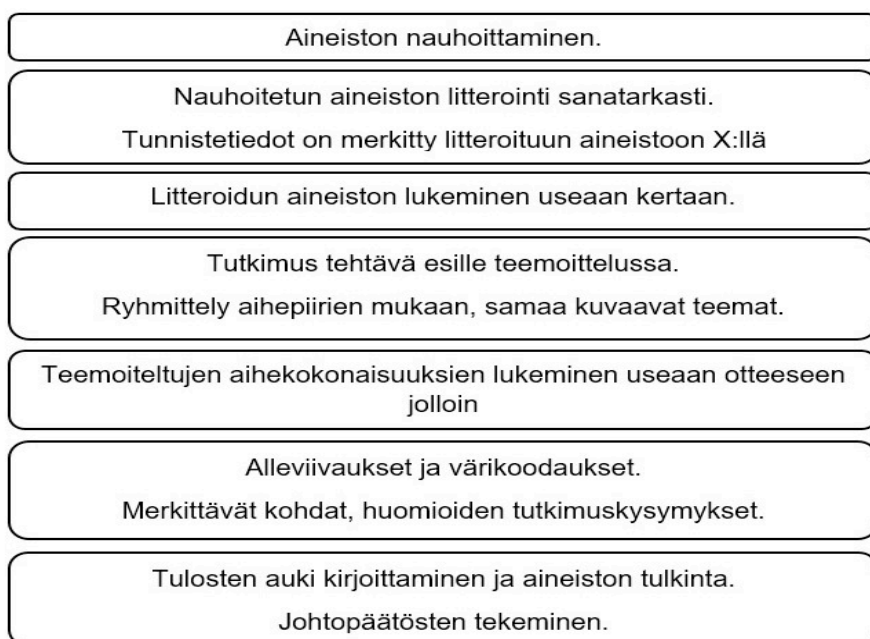 Aineiston nauhoittaminen.
Nauhoitetun aineiston litterointi sanatarkasti.
Tunnistetiedot on merkitty litteroituun aineistoon X:llä
Litteroidun aineiston lukeminen useaan kertaan.
Tutkimus tehtävä esille teemoittelussa.
Ryhmittely aihepiirien mukaan, samaa kuvaavat teemat.
Teemoiteltujen aihekokonaisuuksien lukeminen useaan otteeseen
jolloin
Alleviivaukset ja värikoodaukset.
Merkittävät kohdat, huomioiden tutkimuskysymykset.
Tulosten auki kirjoittaminen ja aineiston tulkinta.
Johtopäätösten tekeminen.